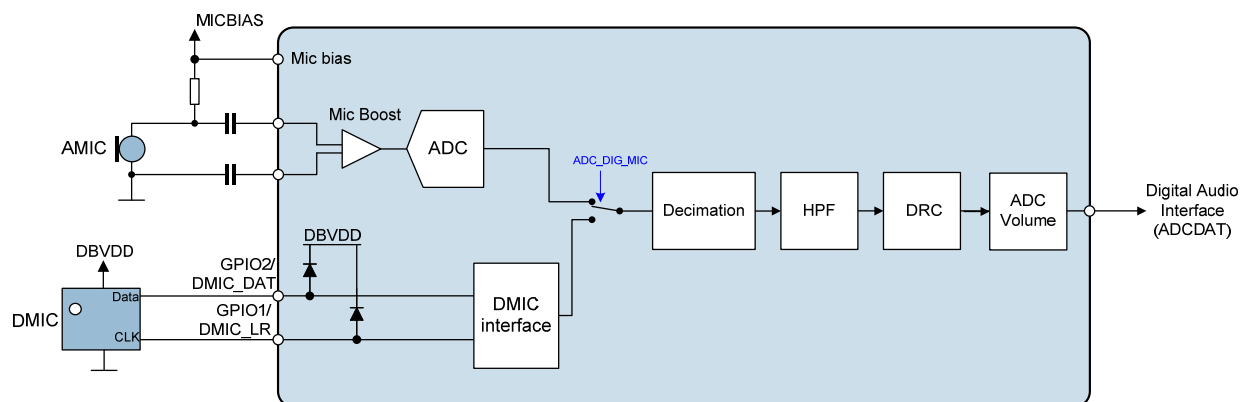 MICBIAS
Mic bias
Mic Boost
AMIC
ADC
ADC_DIG_MIC
Decimation
HPF
DRC
ADC
Volume
Digital Audio
Interface
(ADCDAT)
DBVDD
DBVDD
GPIO2/
DMIC_DAT
Data
GPIO1/
DMIC_LR
DMIC
CLK
DMIC
interface